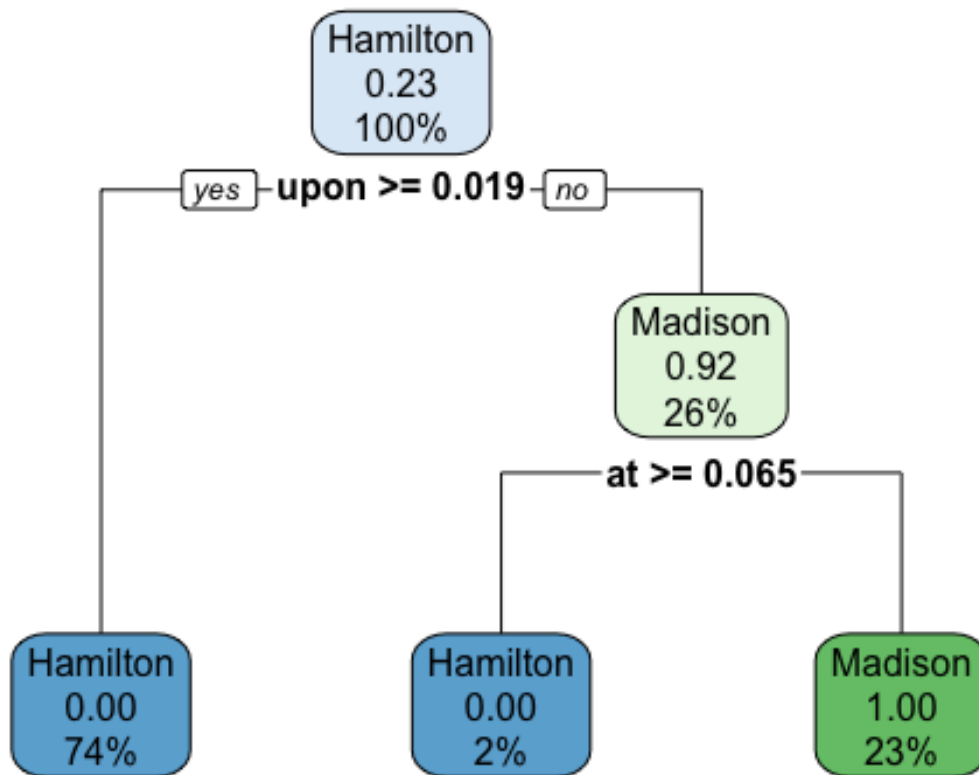 Hamilton
0.23
100%
yes upon >= 0.019 no
Madison
0.92
26%
at >= 0.065
Hamilton
0.00
74%
Hamilton
0.00
2%
Madison
1.00
23%